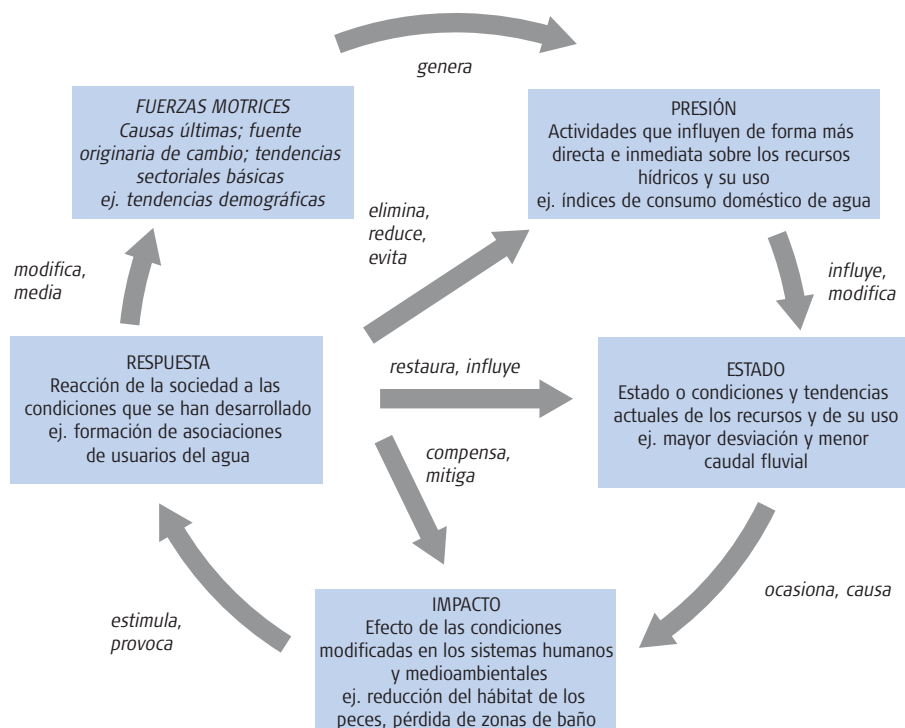 genera
FUERZAS MOTRICES
Causas últimas; fuente
originaria de cambio; tendencias
sectoriales básicas
ej. tendencias demográficas
PRESIÓN
Actividades que influyen de forma más
directa e inmediata sobre los recursos
hídricos y su uso
ej. índices de consumo doméstico de agua
elimina,
reduce,
evita
modifica,
media
influye,
modifica
RESPUESTA
Reacción de la sociedad a las
condiciones que se han desarrollado
ej. formación de asociaciones
de usuarios del agua
restaura, influye
ESTADO
Estado o condiciones y tendencias
actuales de los recursos y de su uso
ej. mayor desviación y menor
caudal fluvial
compensa,
mitiga
ocasiona, causa
estimula,
provoca
IMPACTO
Efecto de las condiciones
modificadas en los sistemas humanos
y medioambientales
ej. reducción del hábitat de los
peces, pérdida de zonas de baño